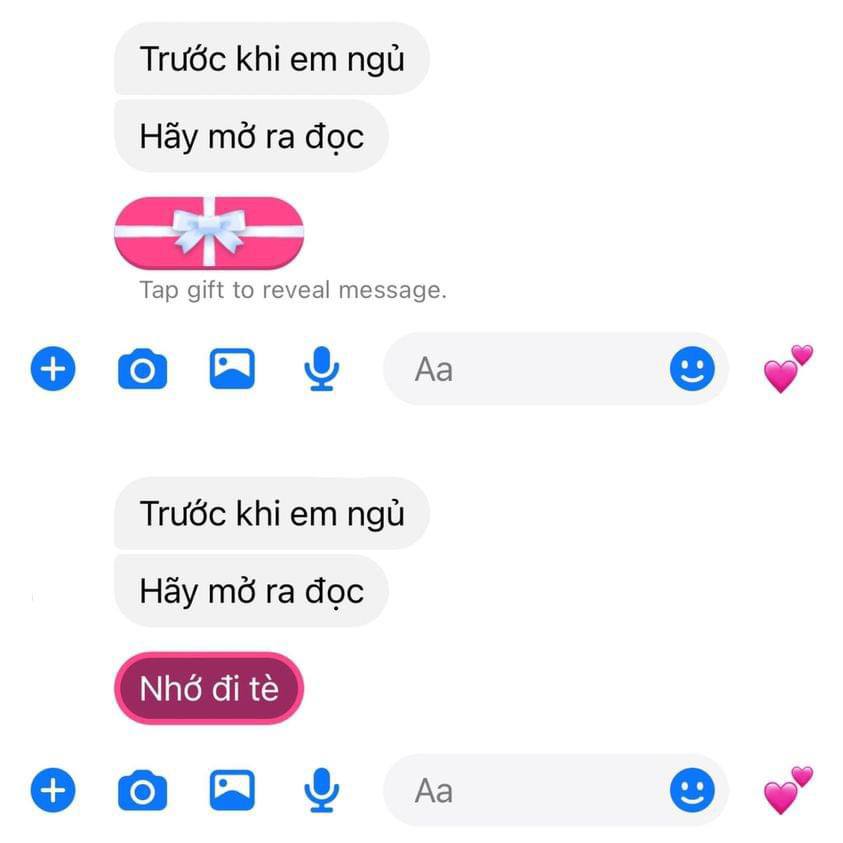 Trước khi em ngủ
Hãy mở ra đọc
Tap gift to reveal message.
Aa
Trước khi em ngủ
Hãy mở ra đọc
Nhớ đi tè
Aa